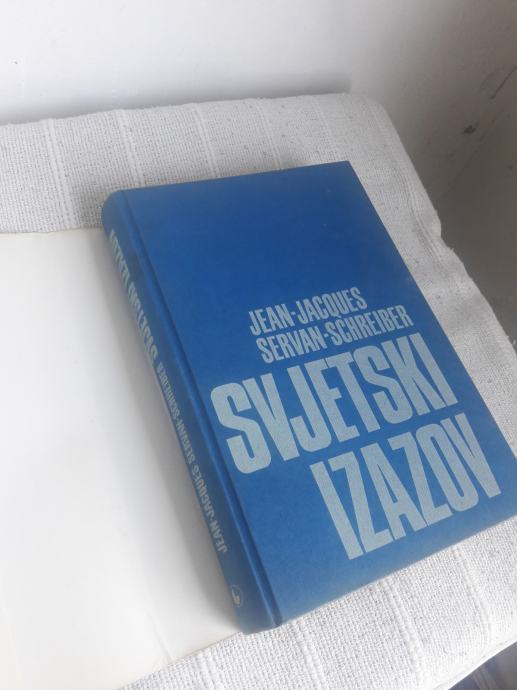 JEAN-JACQUES
SERVAN-SCHREIBER
SVJETSKI
IZAZOV
JEAN-JACQUES SERVAN-SCHREIBER SVJETSKI IZAZOV